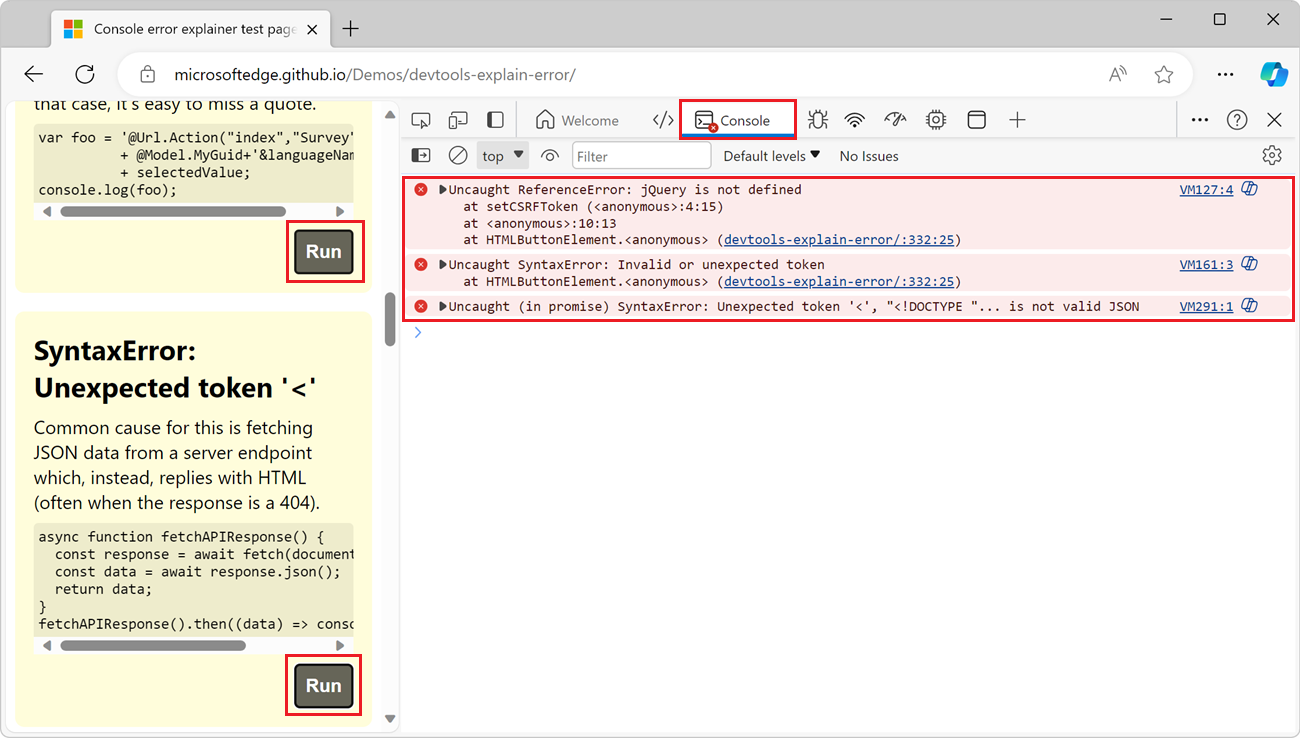 Console error explainer test page
microsoftedge.github.io/Demos/devtools-explain-error/
that case, it's easy to miss a quote.
var foo = '@Url.Action("index","Survey"
+ @Model.MyGuid+'&languageNam
+ selectedValue;
console.log(foo);
Run
SyntaxError:
Unexpected token '<'
Common cause for this is fetching
JSON data from a server endpoint
which, instead, replies with HTML
(often when the response is a 404).
async function fetchAPIResponse() {
const response = await fetch(document
const data = await response.json();
return data;
}
fetchAPIResponse().then((data) => conso
Run
Welcome
Console
top
Filter
Default levels
No Issues
Uncaught ReferenceError: jQuery is not defined VM127:4
at setCSRFToken (<anonymous>:4:15)
at <anonymous>:10:13
at HTMLButtonElement.<anonymous> (devtools-explain-error/:332:25)
Uncaught SyntaxError: Invalid or unexpected token VM161:3
at HTMLButtonElement.<anonymous> (devtools-explain-error/:332:25)
Uncaught (in promise) SyntaxError: Unexpected token '<', "<!DOCTYPE "... is not valid JSON VM291:1